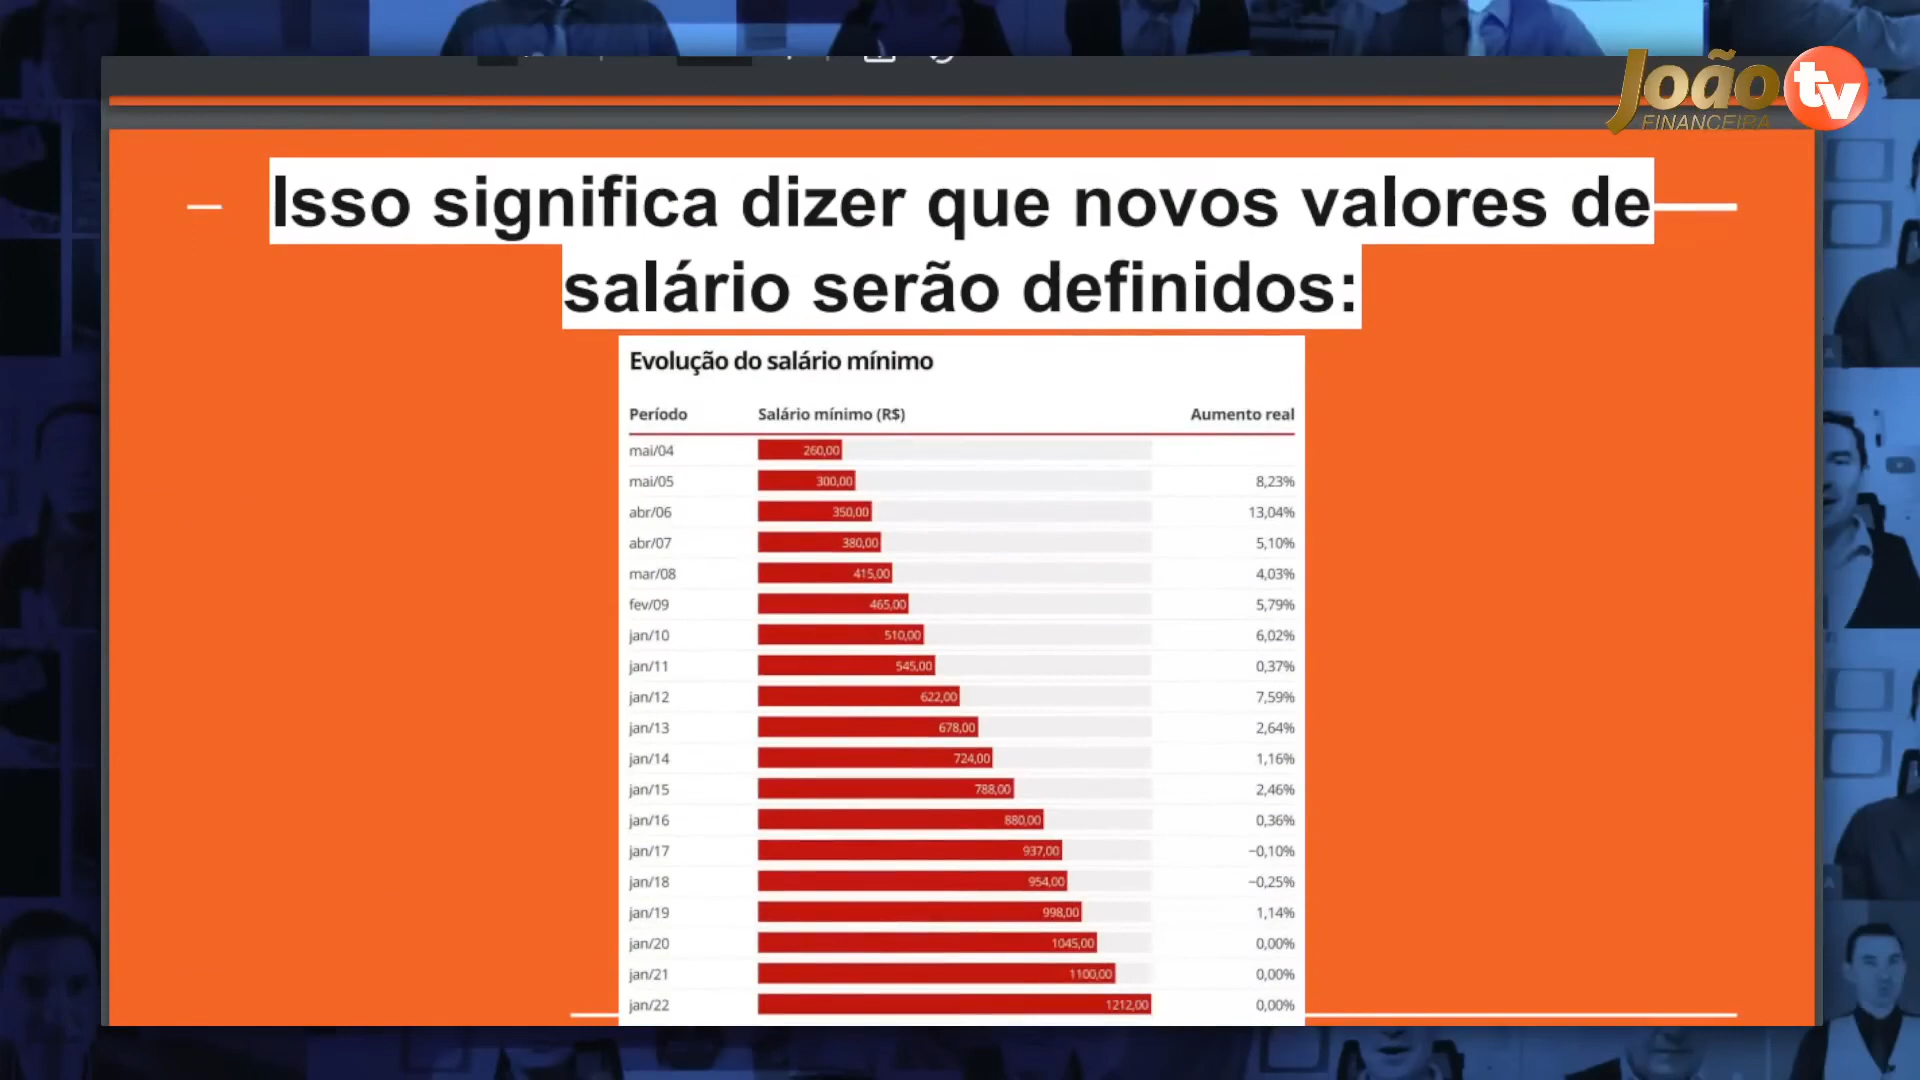 João tv
FINANCEIRA
Isso significa dizer que novos valores de
salário serão definidos:
Evolução do salário mínimo
Período Salário mínimo (R$) Aumento real
mai/04 260,00
mai/05 300,00 8,23%
abr/06 350,00 13,04%
abr/07 380,00 5,10%
mar/08 415,00 4,03%
fev/09 465,00 5,79%
jan/10 510,00 6,02%
jan/11 545,00 0,37%
jan/12 622,00 7,59%
jan/13 678,00 2,64%
jan/14 724,00 1,16%
jan/15 788,00 2,46%
jan/16 880,00 0,36%
jan/17 937,00 −0,10%
jan/18 954,00 −0,25%
jan/19 998,00 1,14%
jan/20 1045,00 0,00%
jan/21 1100,00 0,00%
jan/22 1212,00 0,00%